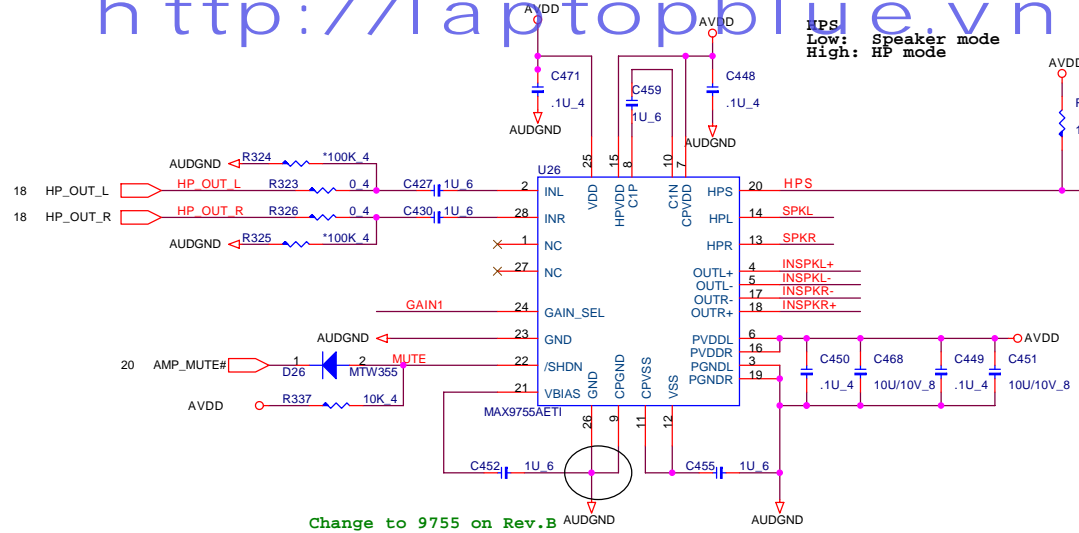 http://laptopblue.vn
AVDD
AVDD
HPS
Low: Speaker mode
High: HP mode
AVDD
C471
.1U_4
AUDGND
C459
1U_6
C448
.1U_4
AUDGND
R
1
AUDGND
R324
*100K_4
U26
25
VDD
15
HPVDD
8
C1P
10
C1N
7
CPVDD
18
HP_OUT_L
HP_OUT_L
R323
0_4
C427
1U_6
2
INL
HPS
20
HPS
18
HP_OUT_R
HP_OUT_R
R326
0_4
C430
1U_6
28
INR
HPL
14
SPKL
AUDGND
R325
*100K_4
1
NC
HPR
13
SPKR
27
NC
OUTL+
4
INSPKL+
OUTL-
5
INSPKL-
OUTR-
17
INSPKR-
OUTR+
18
INSPKR+
GAIN1
24
GAIN_SEL
AUDGND
23
GND
PVDDL
6
AVDD
PVDDR
16
20
AMP_MUTE#
1
D26
2
MTW355
MUTE
22
/SHDN
PGNDL
3
PGNDR
19
C450
.1U_4
C468
10U/10V_8
C449
.1U_4
C451
10U/10V_8
AVDD
R337
10K_4
21
VBIAS
MAX9755AETI
GND
26
CPGND
9
CPVSS
11
VSS
12
C452
1U_6
C455
1U_6
Change to 9755 on Rev.B
AUDGND
AUDGND